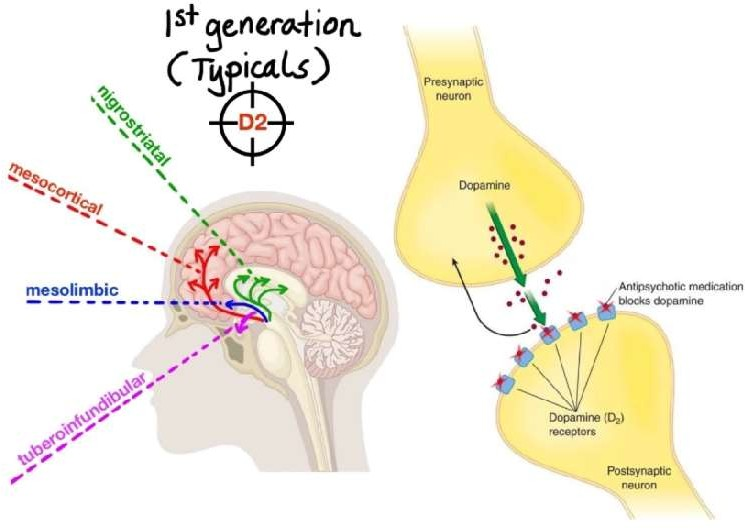 1st generation
(Typicals)
D2
nigrostriatal
mesocortical
mesolimbic
tuberoinfundibular
Presynaptic
neuron
Dopamine
Antipsychotic medication
blocks dopamine
Dopamine (D₂)
receptors
Postsynaptic
neuron